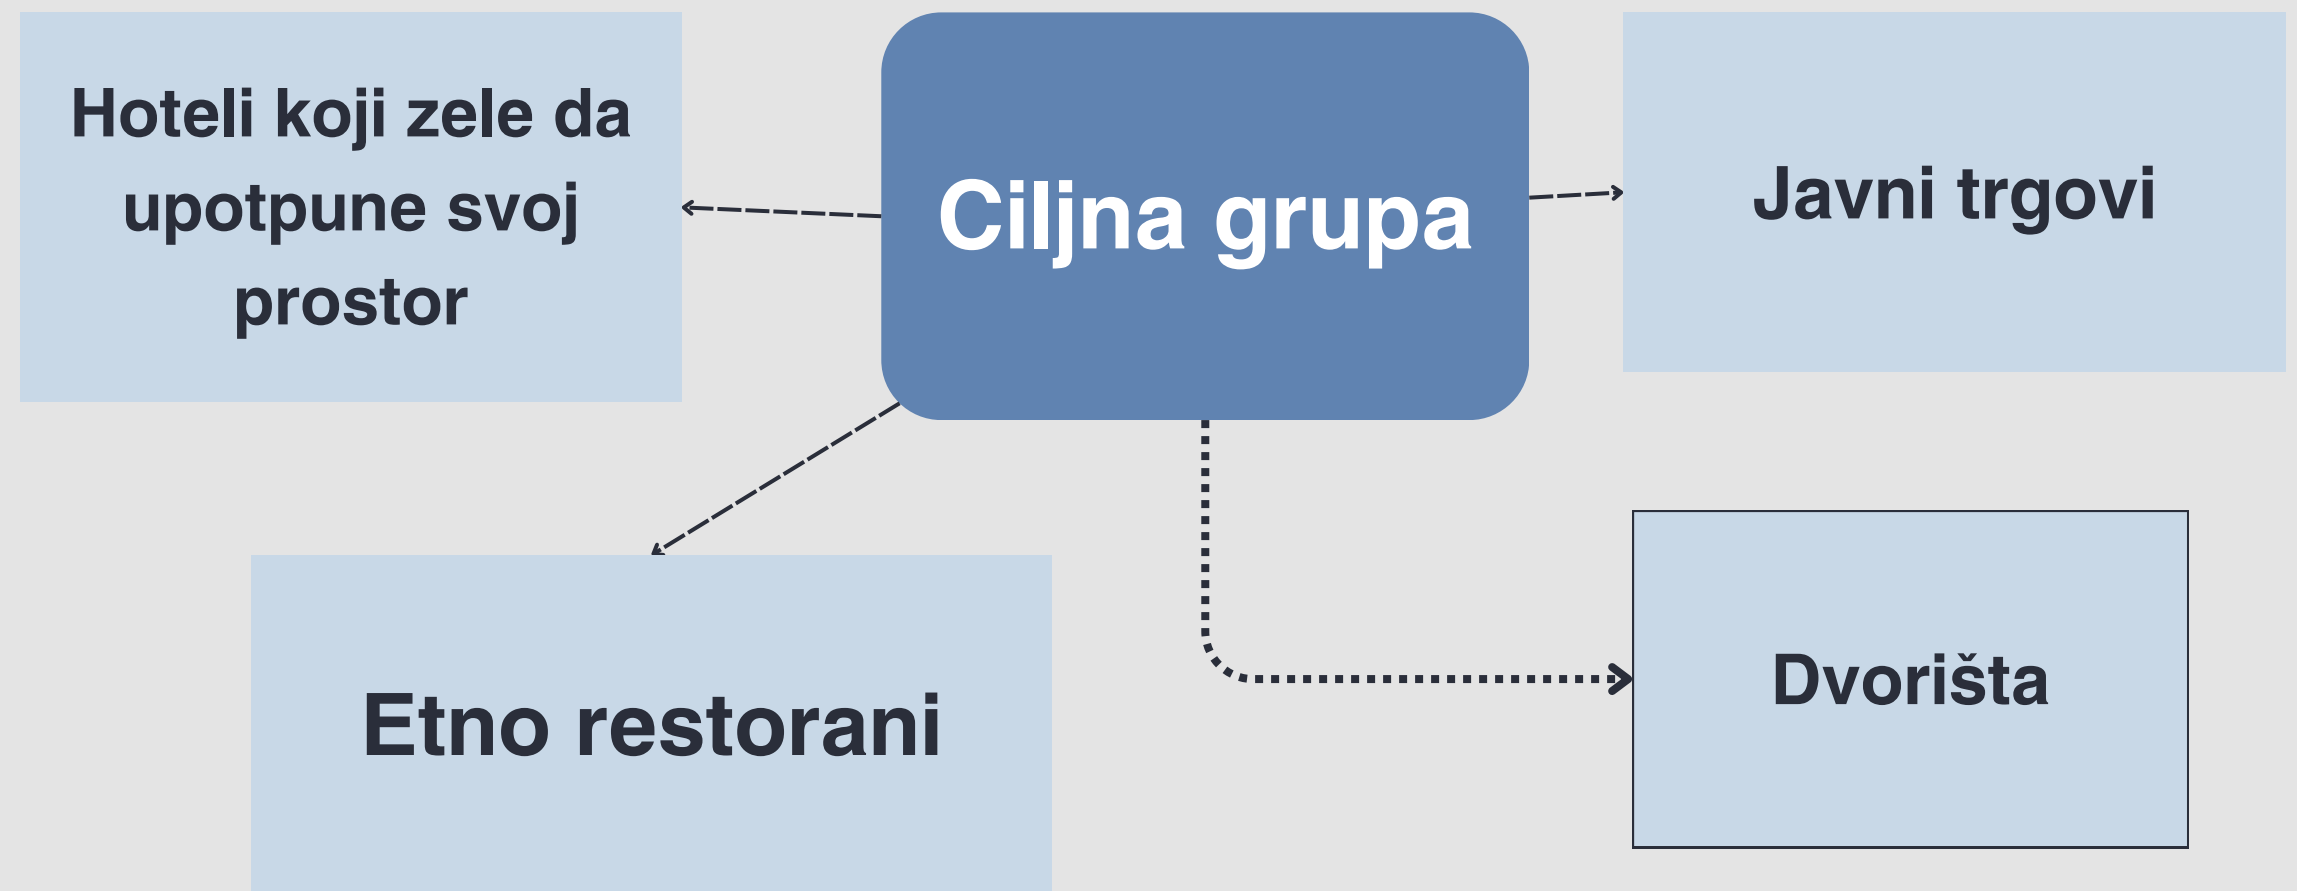 Hoteli koji zele da
upotpune svoj
prostor
Ciljna grupa
Javni trgovi
Etno restorani
Dvorišta